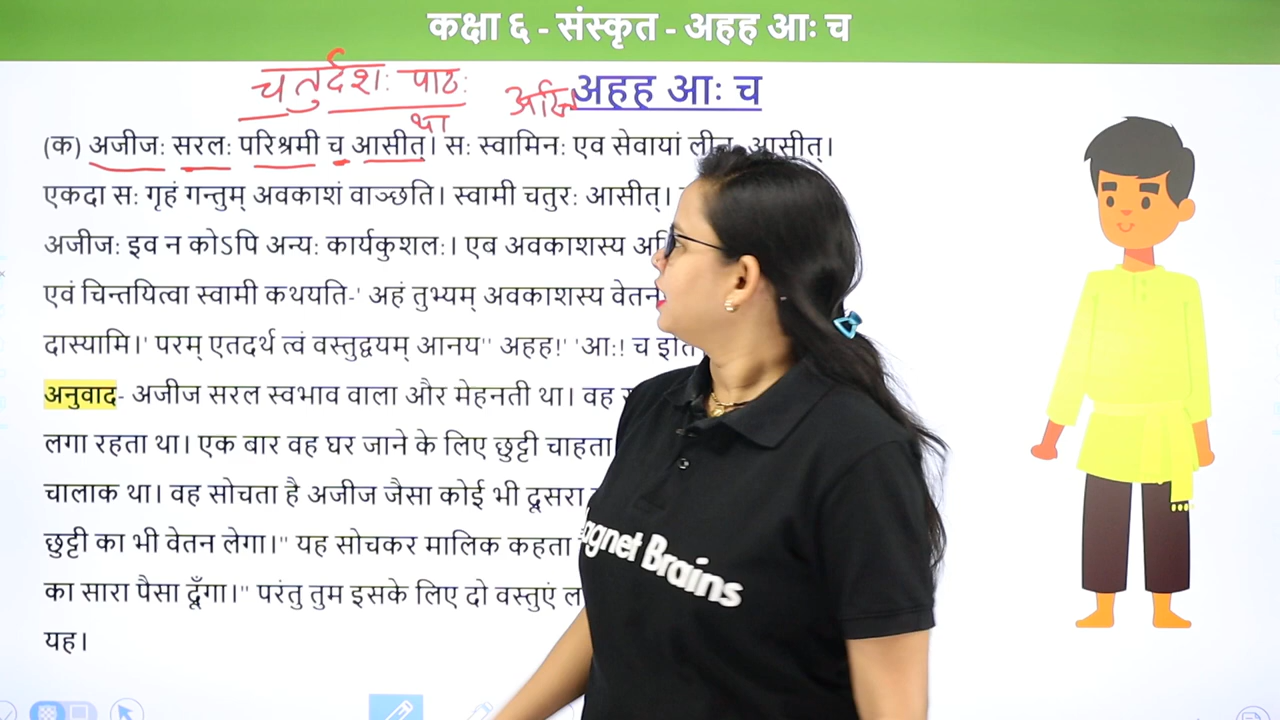 कक्षा ६ - संस्कृत - अहह आः च
चतुर्दशः पाठः
अहह आः च
था
(क) अजीजः सरलः परिश्रमी च आसीत्। सः स्वामिनः एव सेवायां लीनः आसीत्।
एकदा सः गृहं गन्तुम् अवकाशं वाञ्छति। स्वामी चतुरः आसीत्।
अजीजः इव न कोऽपि अन्यः कार्यकुशलः। एब अवकाशस्य
एवं चिन्तयित्वा स्वामी कथयति-' अहं तुभ्यम् अवकाशस्य
दास्यामि।' परम् एतदर्थ त्वं वस्तुद्वयम् आनय'' अहह!' 'आः! च इति
अनुवाद- अजीज सरल स्वभाव वाला और मेहनती था। वह
लगा रहता था। एक बार वह घर जाने के लिए छुट्टी चाहता
चालाक था। वह सोचता है अजीज जैसा कोई भी दूसरा
छुट्टी का भी वेतन लेगा।'' यह सोचकर मालिक कहता
का सारा पैसा दूँगा।'' परंतु तुम इसके लिए दो वस्तुएं
यह।
agnet Brains